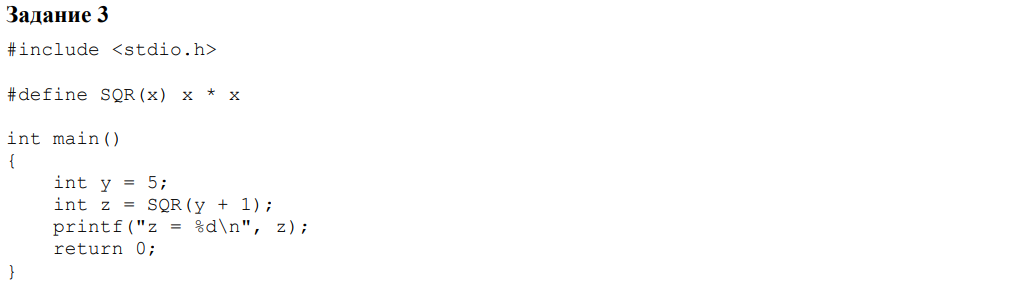 Задание 3
#include <stdio.h>
#define SQR(x) x * x
int main()
{
    int y = 5;
    int z = SQR(y + 1);
    printf("z = %d\n", z);
    return 0;
}